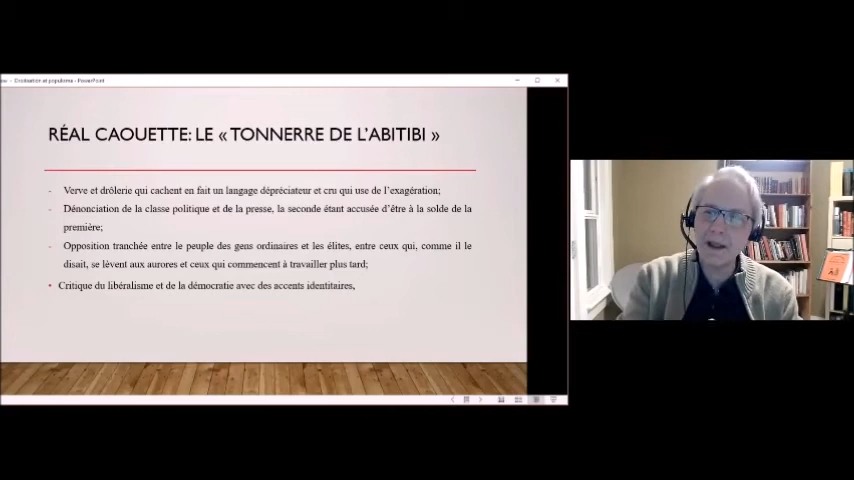 Droitisation et populisme - PowerPoint
RÉAL CAOUETTE: LE « TONNERRE DE L'ABITIBI »
- Verve et drôlerie qui cachent en fait un langage dépréciateur et cru qui use de l'exagération;
- Dénonciation de la classe politique et de la presse, la seconde étant accusée d'être à la solde de la
première;
- Opposition tranchée entre le peuple des gens ordinaires et les élites, entre ceux qui, comme il le
disait, se lèvent aux aurores et ceux qui commencent à travailler plus tard;
• Critique du libéralisme et de la démocratie avec des accents identitaires,